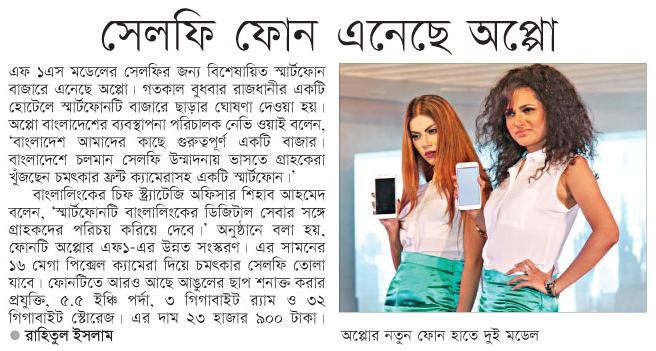 সেলফি ফোন এনেছে অপ্পো
এফ ১এস মডেলের সেলফির জন্য বিশেষায়িত স্মার্টফোন
বাজারে এনেছে অপ্পো। গতকাল বুধবার রাজধানীর একটি
হোটেলে স্মার্টফোনটি বাজারে ছাড়ার ঘোষণা দেওয়া হয়।
অপ্পো বাংলাদেশের ব্যবস্থাপনা পরিচালক নেভি ওয়াই বলেন,
‘বাংলাদেশ আমাদের কাছে গুরুত্বপূর্ণ একটি বাজার।
বাংলাদেশে চলমান সেলফি উন্মাদনায় ভাসতে গ্রাহকেরা
খুঁজছেন চমৎকার ফ্রন্ট ক্যামেরাসহ একটি স্মার্টফোন।’
বাংলালিংকের চিফ স্ট্র্যাটেজি অফিসার শিহাব আহমেদ
বলেন, ‘স্মার্টফোনটি বাংলালিংকের ডিজিটাল সেবার সঙ্গে
গ্রাহকদের পরিচয় করিয়ে দেবে।’ অনুষ্ঠানে বলা হয়,
ফোনটি অপ্পোর এফ১-এর উন্নত সংস্করণ। এর সামনের
১৬ মেগা পিক্সেল ক্যামেরা দিয়ে চমৎকার সেলফি তোলা
যাবে। ফোনটিতে আরও আছে আঙুলের ছাপ শনাক্ত করার
প্রযুক্তি, ৫.৫ ইঞ্চি পর্দা, ৩ গিগাবাইট র‍্যাম ও ৩২
গিগাবাইট স্টোরেজ। এর দাম ২৩ হাজার ৯০০ টাকা।
● রাহিতুল ইসলাম
অপ্পোর নতুন ফোন হাতে দুই মডেল